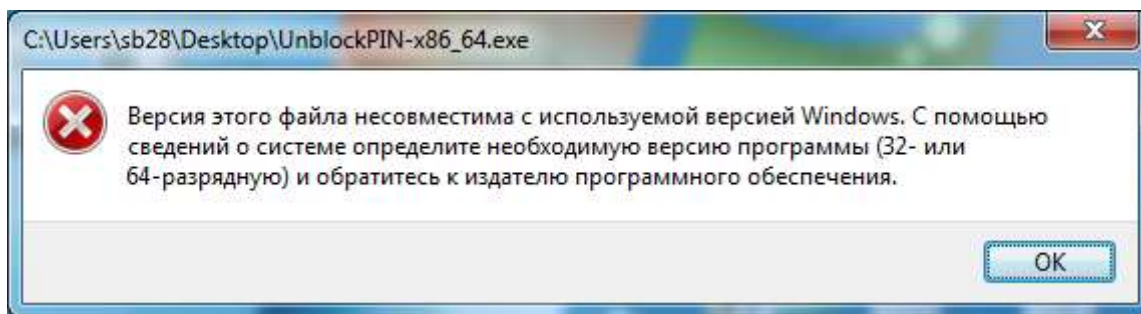 C:\Users\sb28\Desktop\UnblockPIN-x86_64.exe
Версия этого файла несовместима с используемой версией Windows. С помощью
сведений о системе определите необходимую версию программы (32- или
64-разрядную) и обратитесь к издателю программного обеспечения.
OK